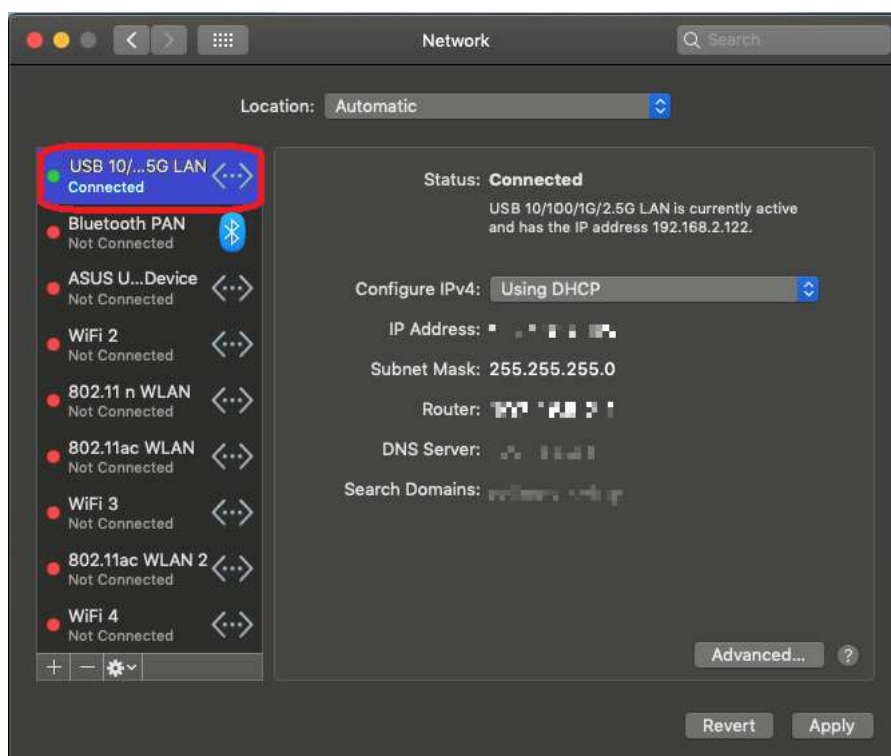 Network
Search
Location: Automatic
USB 10/...5G LAN
Connected
Bluetooth PAN
Not Connected
ASUS U...Device
Not Connected
WiFi 2
Not Connected
802.11 n WLAN
Not Connected
802.11ac WLAN
Not Connected
WiFi 3
Not Connected
802.11ac WLAN 2
Not Connected
WiFi 4
Not Connected
Status: Connected
USB 10/100/1G/2.5G LAN is currently active
and has the IP address 192.168.2.122.
Configure IPv4: Using DHCP
IP Address:
Subnet Mask: 255.255.255.0
Router:
DNS Server:
Search Domains:
Advanced... ?
Revert Apply